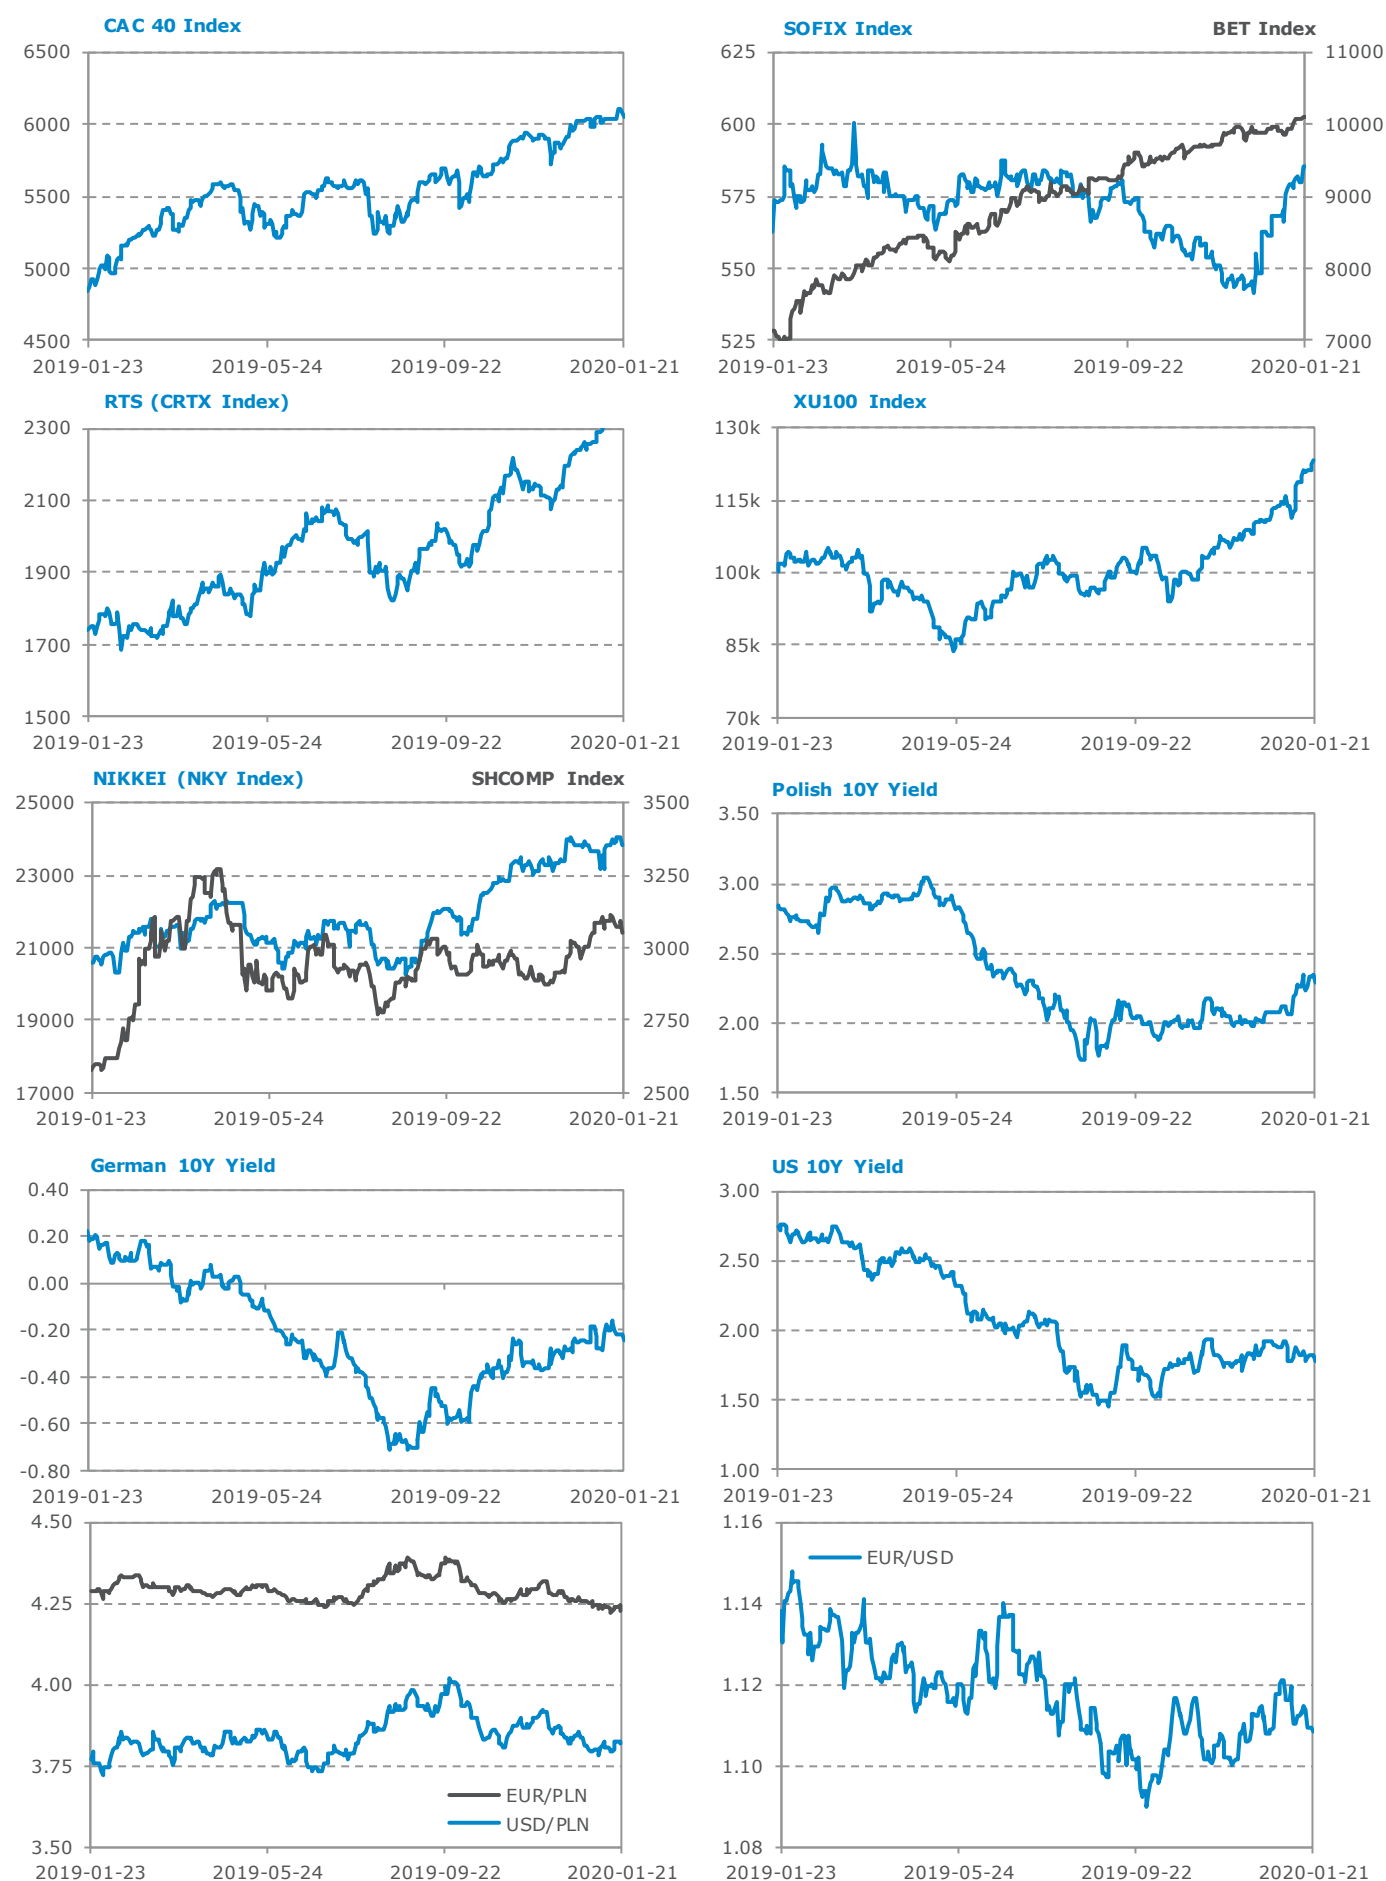 CAC 40 Index
6500
6000
5500
5000
4500
2019-01-23 2019-05-24 2019-09-22 2020-01-21
SOFIX Index BET Index
625 11000
600 10000
575 9000
550 8000
525 7000
2019-01-23 2019-05-24 2019-09-22 2020-01-21
RTS (CRTX Index)
2300
2100
1900
1700
1500
2019-01-23 2019-05-24 2019-09-22 2020-01-21
XU100 Index
130k
115k
100k
85k
70k
2019-01-23 2019-05-24 2019-09-22 2020-01-21
NIKKEI (NKY Index) SHCOMP Index
25000 3500
23000 3250
21000 3000
19000 2750
17000 2500
2019-01-23 2019-05-24 2019-09-22 2020-01-21
Polish 10Y Yield
3.50
3.00
2.50
2.00
1.50
2019-01-23 2019-05-24 2019-09-22 2020-01-21
German 10Y Yield
0.40
0.20
0.00
-0.20
-0.40
-0.60
-0.80
2019-01-23 2019-05-24 2019-09-22 2020-01-21
US 10Y Yield
3.00
2.50
2.00
1.50
1.00
2019-01-23 2019-05-24 2019-09-22 2020-01-21
4.50
4.25
4.00
3.75
EUR/PLN
USD/PLN
3.50
2019-01-23 2019-05-24 2019-09-22 2020-01-21
1.16
EUR/USD
1.14
1.12
1.10
1.08
2019-01-23 2019-05-24 2019-09-22 2020-01-21